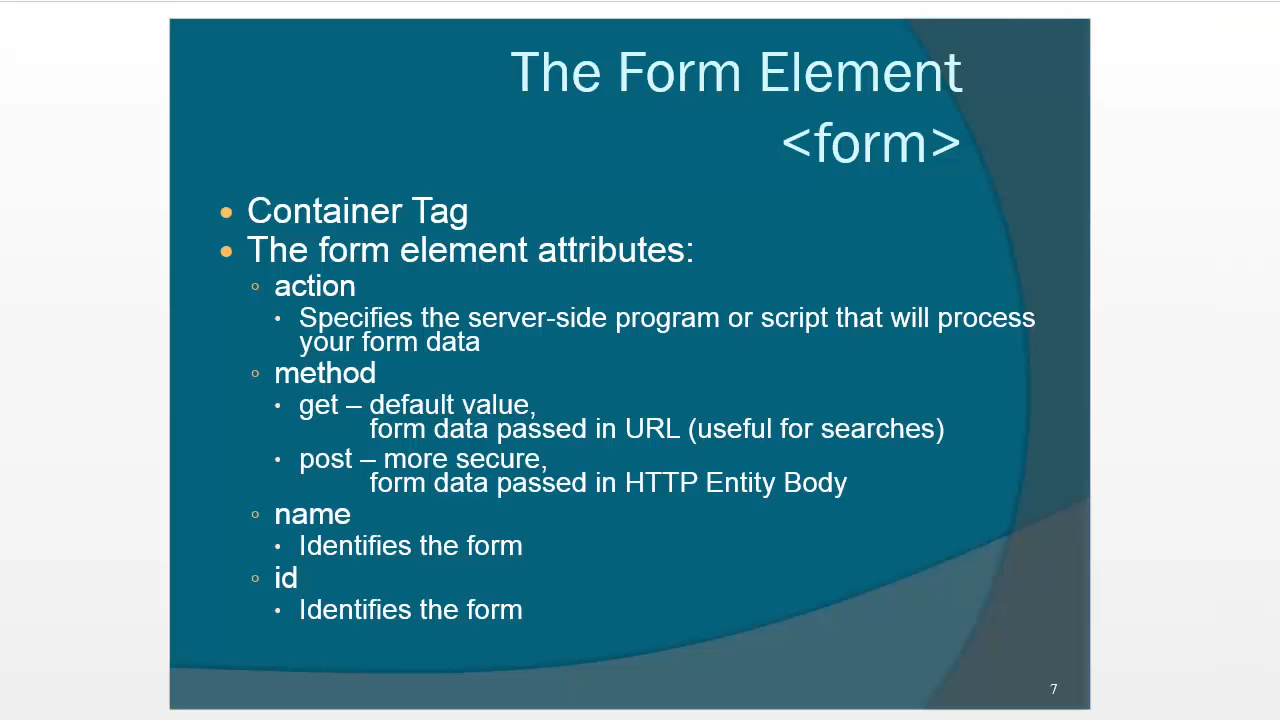 The Form Element
<form>
• Container Tag
• The form element attributes:
◦ action
• Specifies the server-side program or script that will process
your form data
◦ method
• get – default value,
form data passed in URL (useful for searches)
• post – more secure,
form data passed in HTTP Entity Body
◦ name
• Identifies the form
◦ id
• Identifies the form
7